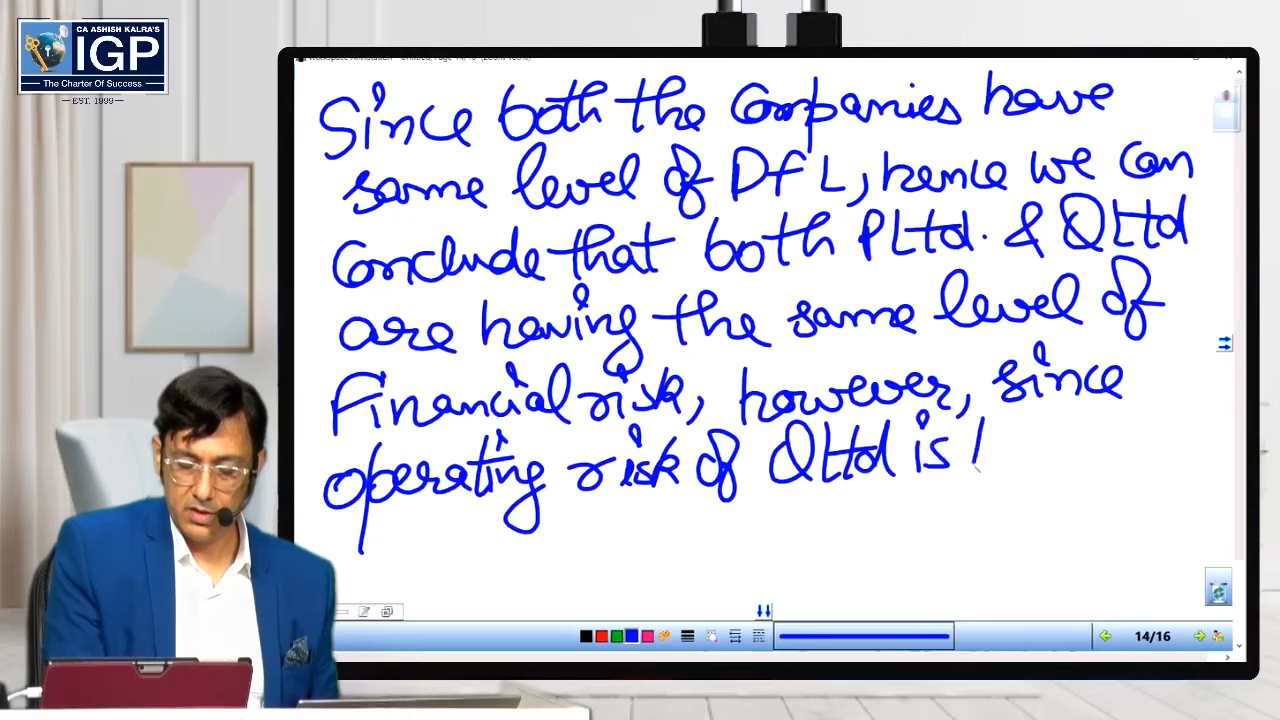 CA ASHISH KALRA'S
IGP
The Charter Of Success
EST. 1999
Since both the Companies have
same level of DFL, hence we can
Conclude that both P Ltd. & Q Ltd
are having the same level of
Financial risk, however, since
operating risk of Q Ltd is
14/16